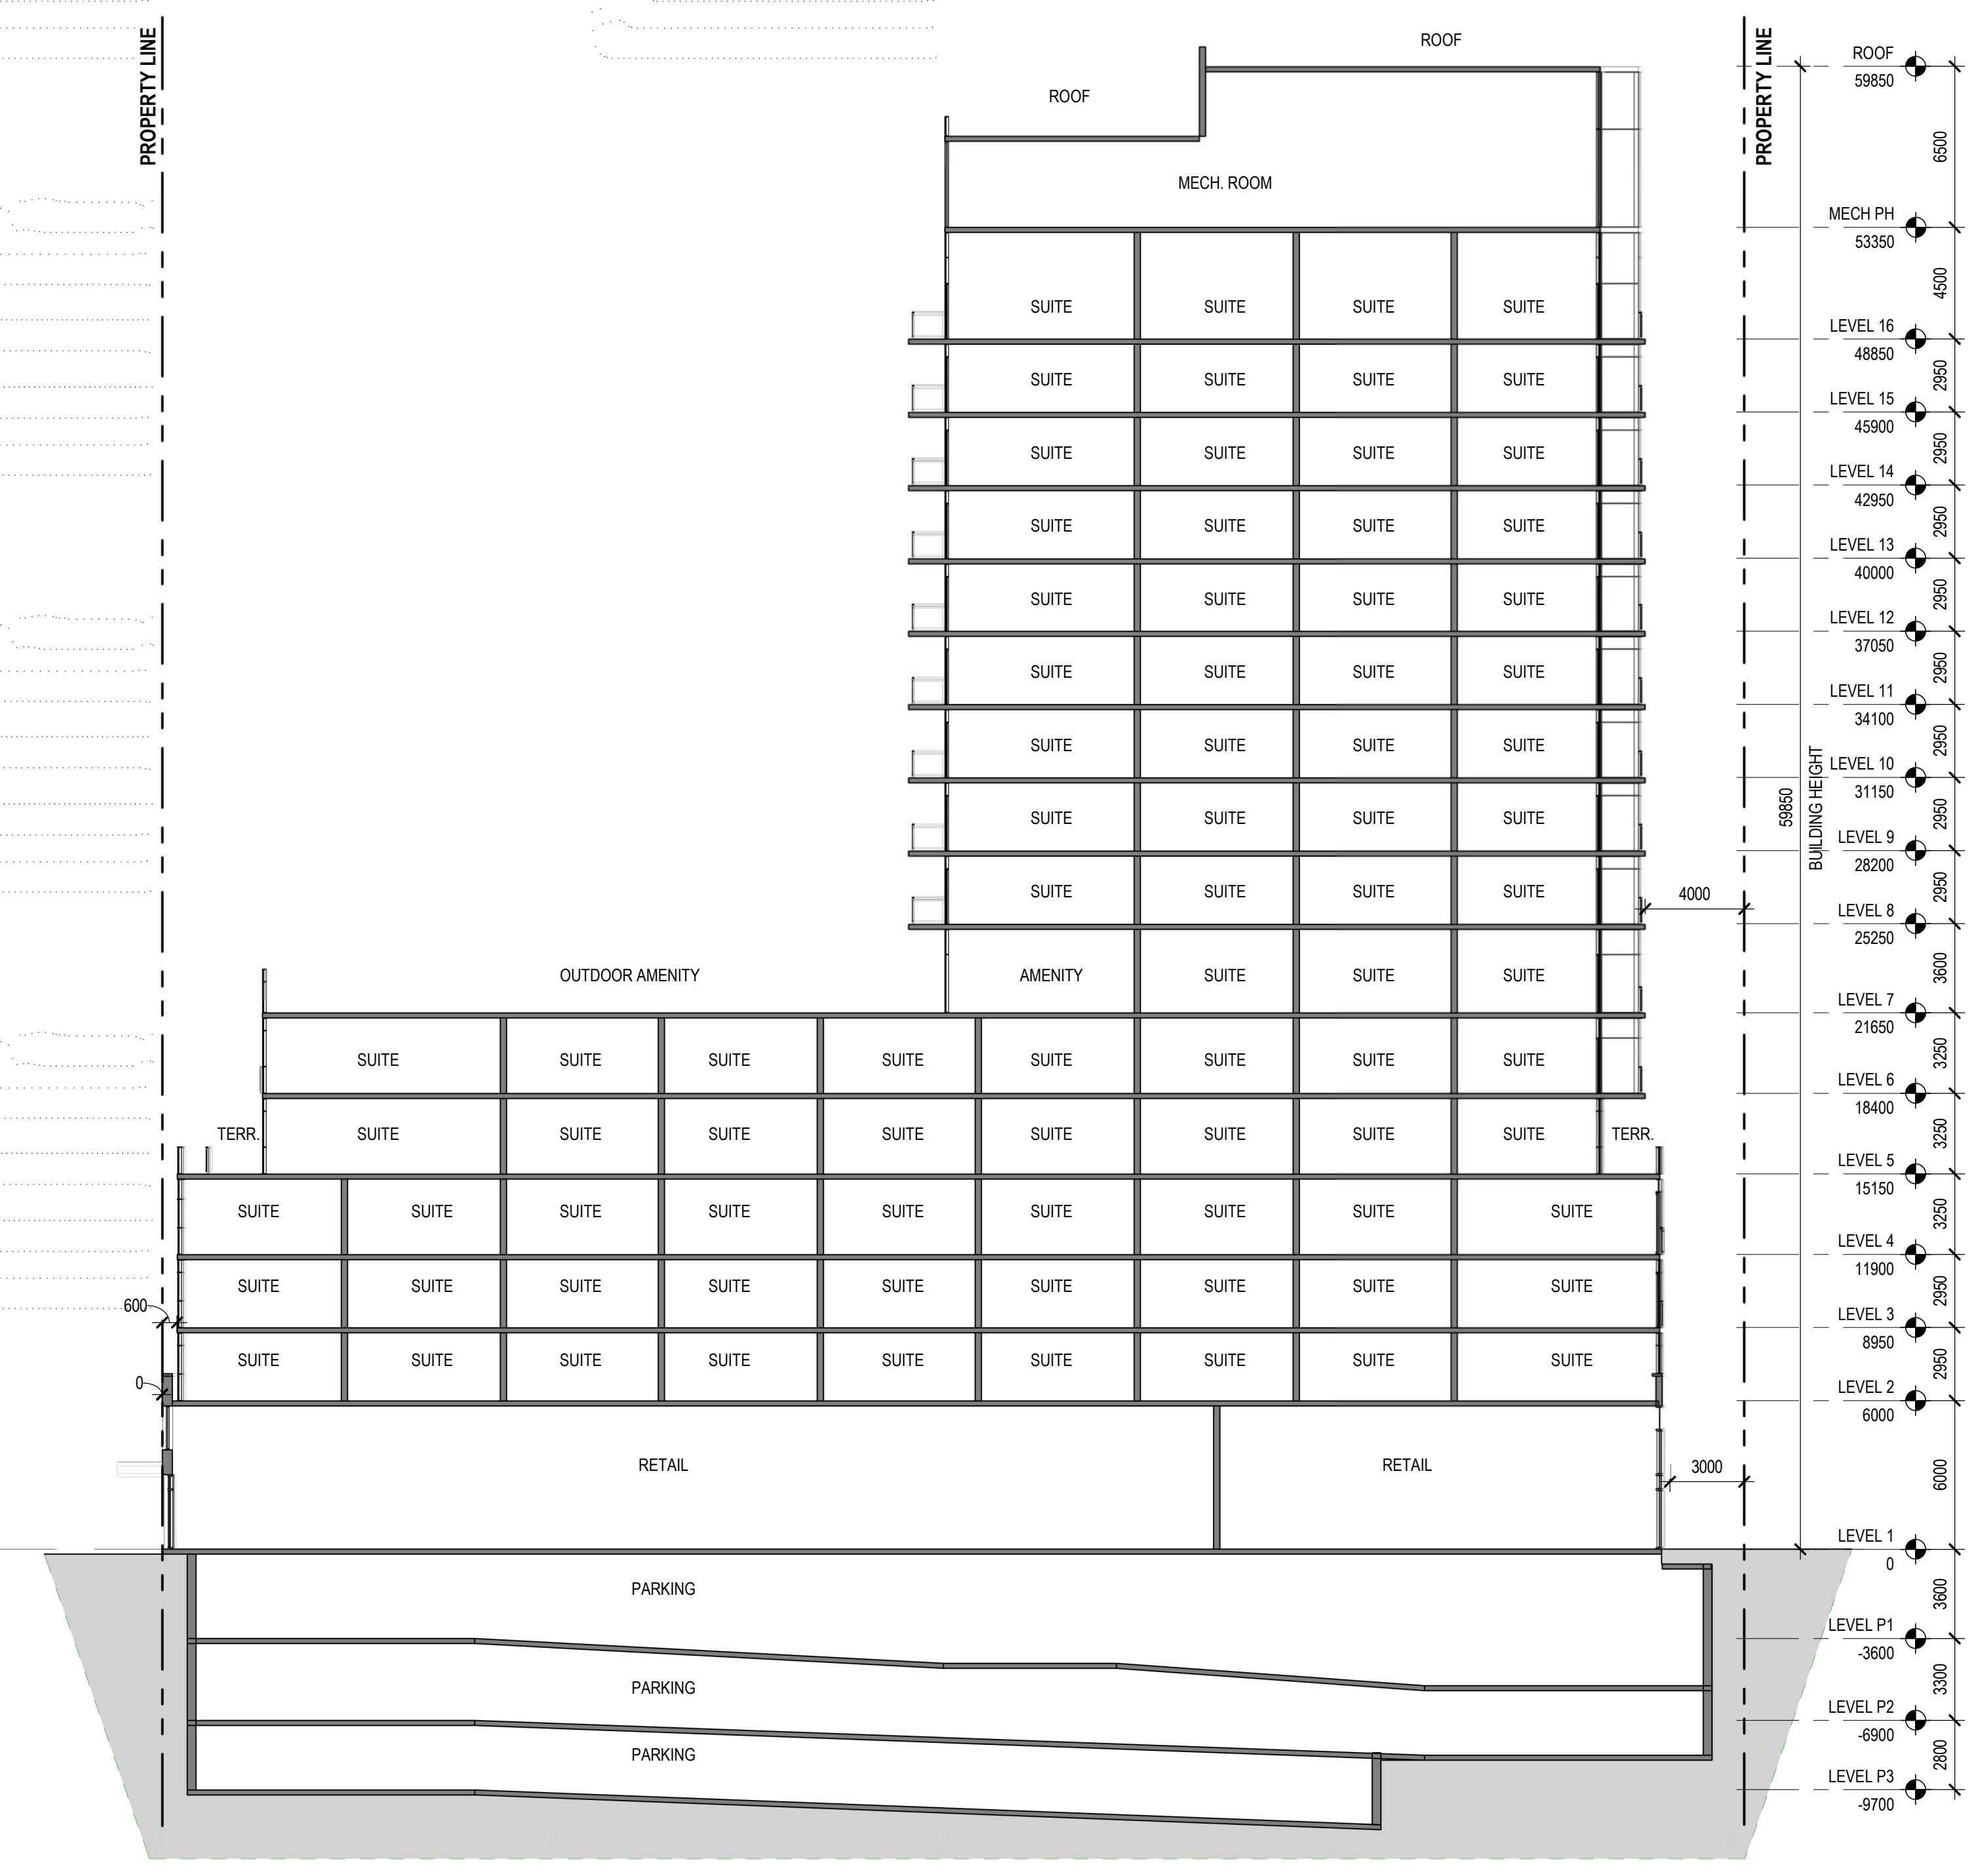 PROPERTY LINE
ROOF
PROPERTY LINE
ROOF
59850
ROOF
6500
MECH. ROOM
MECH PH
53350
4500
SUITE SUITE SUITE SUITE
LEVEL 16
48850
2950
SUITE SUITE SUITE SUITE
LEVEL 15
45900
2950
SUITE SUITE SUITE SUITE
LEVEL 14
42950
2950
SUITE SUITE SUITE SUITE
LEVEL 13
40000
2950
SUITE SUITE SUITE SUITE
LEVEL 12
37050
2950
SUITE SUITE SUITE SUITE
LEVEL 11
34100
2950
SUITE SUITE SUITE SUITE
LEVEL 10
31150
59850
BUILDING HEIGHT
2950
SUITE SUITE SUITE SUITE
LEVEL 9
28200
2950
SUITE SUITE SUITE SUITE
4000
LEVEL 8
25250
3600
OUTDOOR AMENITY AMENITY SUITE SUITE SUITE
LEVEL 7
21650
3250
SUITE SUITE SUITE SUITE SUITE SUITE SUITE SUITE
LEVEL 6
18400
3250
TERR. SUITE SUITE SUITE SUITE SUITE SUITE SUITE SUITE TERR.
LEVEL 5
15150
3250
SUITE SUITE SUITE SUITE SUITE SUITE SUITE SUITE SUITE
LEVEL 4
11900
2950
SUITE SUITE SUITE SUITE SUITE SUITE SUITE SUITE SUITE
600
LEVEL 3
8950
2950
SUITE SUITE SUITE SUITE SUITE SUITE SUITE SUITE SUITE
0
LEVEL 2
6000
6000
RETAIL RETAIL
3000
LEVEL 1
0
3600
PARKING
LEVEL P1
-3600
3300
PARKING
LEVEL P2
-6900
2800
PARKING
LEVEL P3
-9700